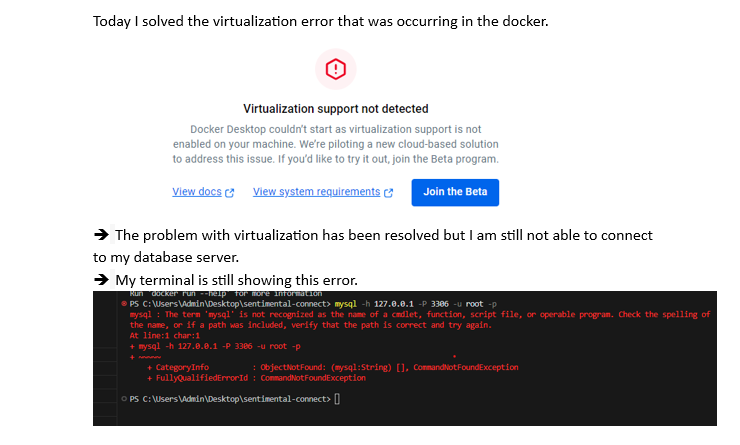 Today I solved the virtualization error that was occurring in the docker.
Virtualization support not detected
Docker Desktop couldn't start as virtualization support is not
enabled on your machine. We're piloting a new cloud-based solution
to address this issue. If you'd like to try it out, join the Beta program.
View docs View system requirements Join the Beta
➔ The problem with virtualization has been resolved but I am still not able to connect
to my database server.
➔ My terminal is still showing this error.
Run 'docker run --help' for more information
PS C:\Users\Admin\Desktop\sentimental-connect> mysql -h 127.0.0.1 -P 3306 -u root -p
mysql : The term 'mysql' is not recognized as the name of a cmdlet, function, script file, or operable program. Check the spelling of
the name, or if a path was included, verify that the path is correct and try again.
At line:1 char:1
+ mysql -h 127.0.0.1 -P 3306 -u root -p
+ ~~~~~
+ CategoryInfo : ObjectNotFound: (mysql:String) [], CommandNotFoundException
+ FullyQualifiedErrorId : CommandNotFoundException
PS C:\Users\Admin\Desktop\sentimental-connect>